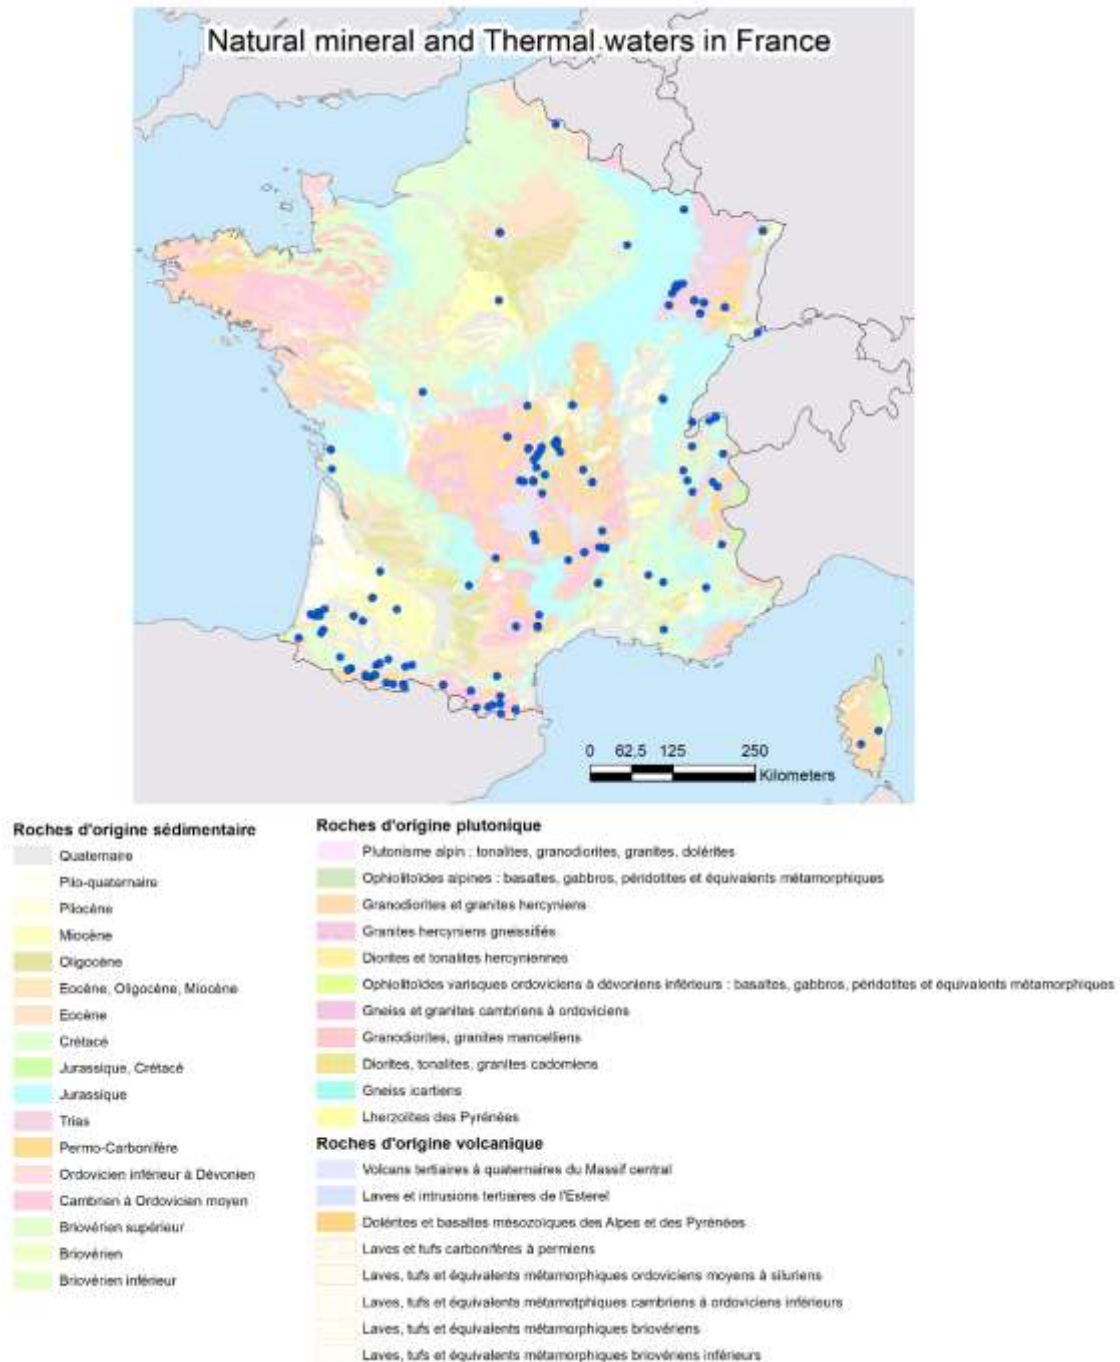 Natural mineral and Thermal waters in France
0 62,5 125 250
Kilometers
Roches d'origine sédimentaire
Quaternaire
Plio-quaternaire
Pliocène
Miocène
Oligocène
Eocène, Oligocène, Miocène
Eocène
Crétacé
Jurassique, Crétacé
Jurassique
Trias
Permo-Carbonifère
Ordovicien inférieur à Dévonien
Cambrien à Ordovicien moyen
Briovérien supérieur
Briovérien
Briovérien inférieur
Roches d'origine plutonique
Plutonisme alpin : tonalites, granodiorites, granites, dolérites
Ophiolitoïdes alpines : basaltes, gabbros, péridotites et équivalents métamorphiques
Granodiorites et granites hercyniens
Granites hercyniens gneissifiés
Diorites et tonalites hercyniennes
Ophiolitoïdes varisques ordoviciens à dévoniens inférieurs : basaltes, gabbros, péridotites et équivalents métamorphiques
Gneiss et granites cambriens à ordoviciens
Granodiorites, granites mancelliens
Diorites, tonalites, granites cadomiens
Gneiss icartiens
Lherzolites des Pyrénées
Roches d'origine volcanique
Volcans tertiaires à quaternaires du Massif central
Laves et intrusions tertiaires de l'Esterel
Dolérites et basaltes mésozoïques des Alpes et des Pyrénées
Laves et tufs carbonifères à permiens
Laves, tufs et équivalents métamorphiques ordoviciens moyens à siluriens
Laves, tufs et équivalents métamotphiques cambriens à ordoviciens inférieurs
Laves, tufs et équivalents métamorphiques briovériens
Laves, tufs et équivalents métamorphiques briovériens inférieurs